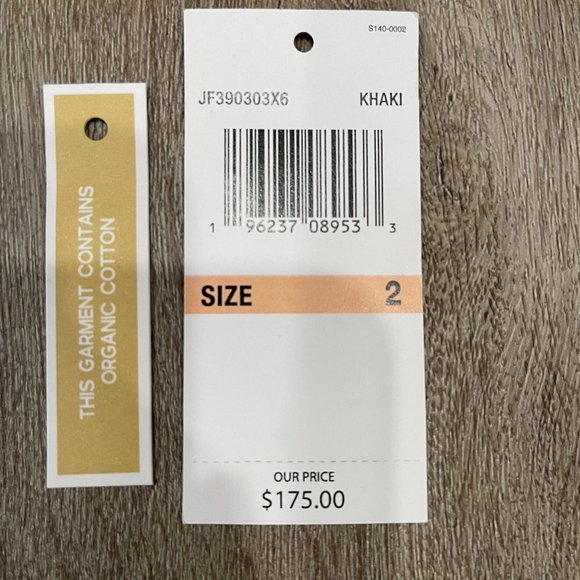 THIS GARMENT CONTAINS
ORGANIC COTTON
S140-0002
JF390303X6 KHAKI
1 96237 08953 3
SIZE 2
OUR PRICE
$175.00